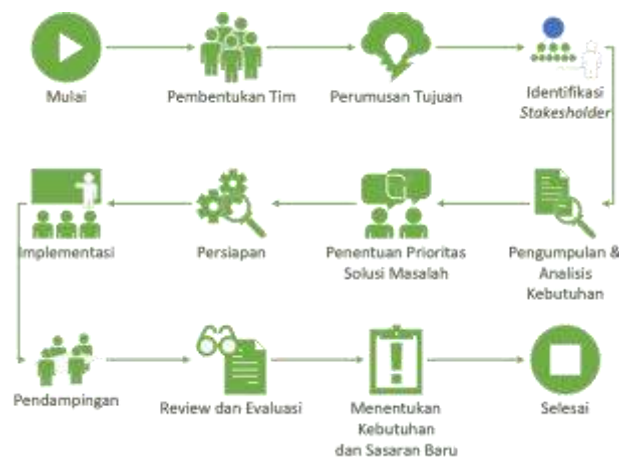 Mulai
Pembentukan Tim
Perumusan Tujuan
Identifikasi
Stakesholder
Pengumpulan &
Analisis
Kebutuhan
Penentuan Prioritas
Solusi Masalah
Persiapan
Implementasi
Pendampingan
Review dan Evaluasi
Menentukan
Kebutuhan
dan Sasaran Baru
Selesai